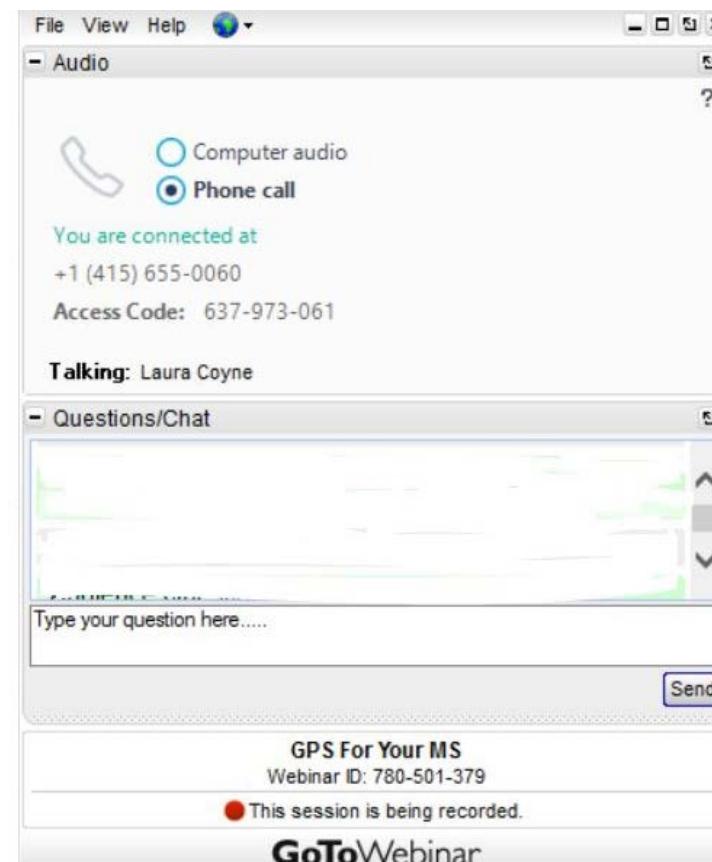 File View Help
Audio
?
Computer audio
Phone call
You are connected at
+1 (415) 655-0060
Access Code: 637-973-061
Talking: Laura Coyne
Questions/Chat
Type your question here.....
Send
GPS For Your MS
Webinar ID: 780-501-379
This session is being recorded.
GoToWebinar